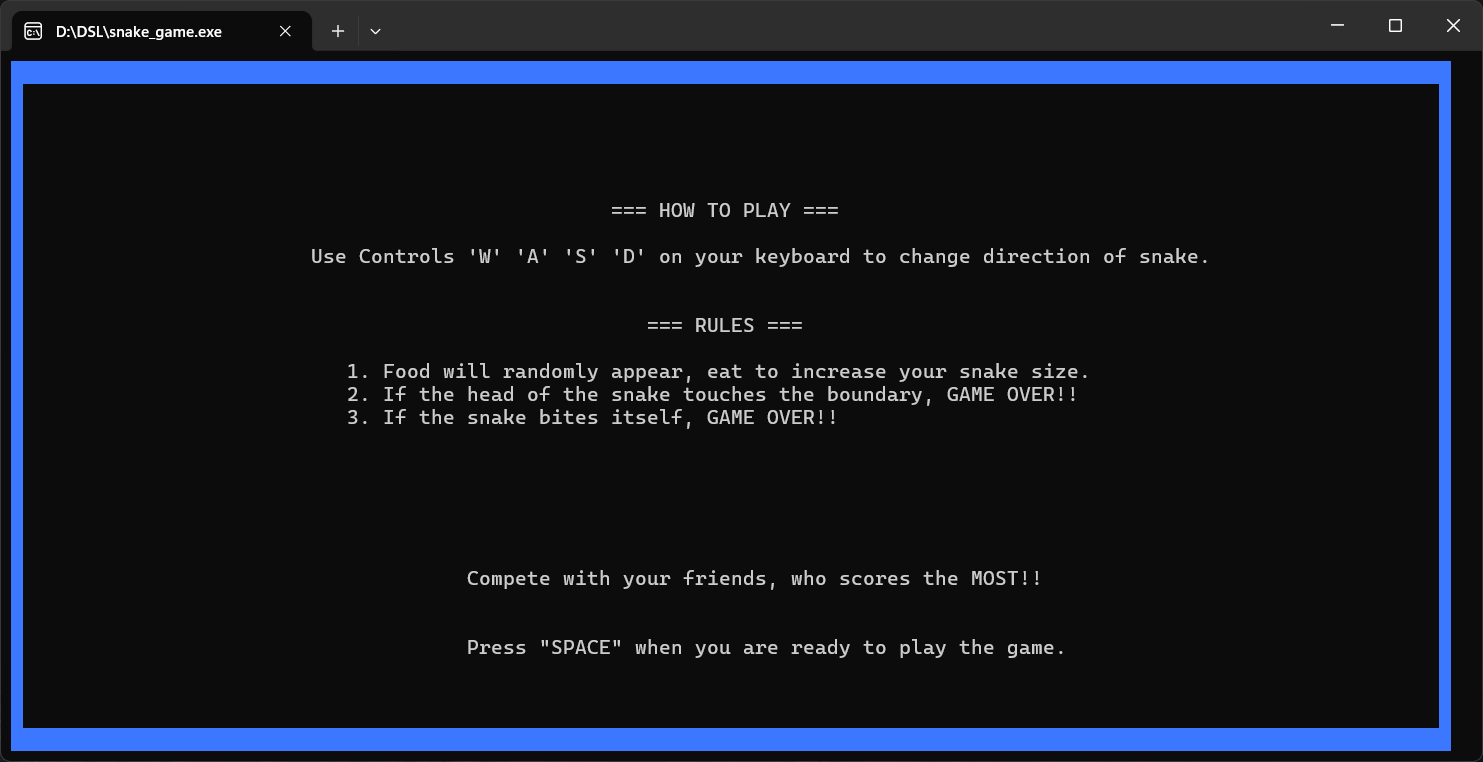 D:\DSL\snake_game.exe
=== HOW TO PLAY ===
Use Controls 'W' 'A' 'S' 'D' on your keyboard to change direction of snake.
=== RULES ===
1. Food will randomly appear, eat to increase your snake size.
2. If the head of the snake touches the boundary, GAME OVER!!
3. If the snake bites itself, GAME OVER!!
Compete with your friends, who scores the MOST!!
Press "SPACE" when you are ready to play the game.